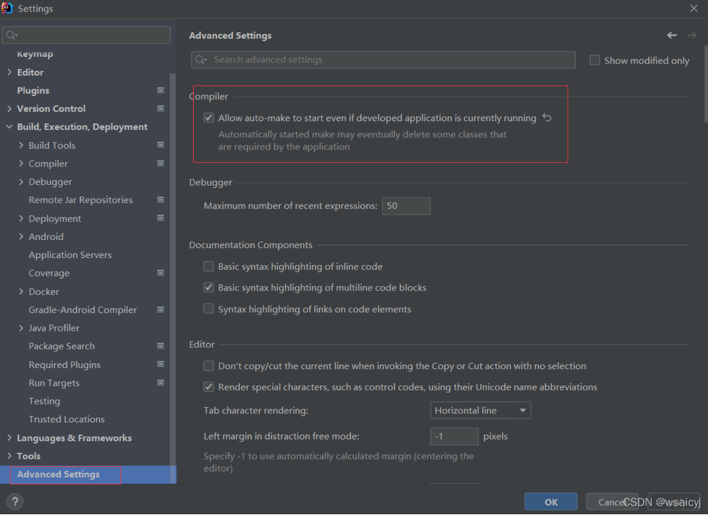 Settings
Keymap
Editor
Plugins
Version Control
Build, Execution, Deployment
Build Tools
Compiler
Debugger
Remote Jar Repositories
Deployment
Android
Application Servers
Coverage
Docker
Gradle-Android Compiler
Java Profiler
Package Search
Required Plugins
Run Targets
Testing
Trusted Locations
Languages & Frameworks
Tools
Advanced Settings
?
Advanced Settings
Search advanced settings
Show modified only
Compiler
Allow auto-make to start even if developed application is currently running
Automatically started make may eventually delete some classes that
are required by the application
Debugger
Maximum number of recent expressions: 50
Documentation Components
Basic syntax highlighting of inline code
Basic syntax highlighting of multiline code blocks
Syntax highlighting of links on code elements
Editor
Don't copy/cut the current line when invoking the Copy or Cut action with no selection
Render special characters, such as control codes, using their Unicode name abbreviations
Tab character rendering: Horizontal line
Left margin in distraction free mode: -1 pixels
Specify -1 to use automatically calculated margin (centering the
editor)
OK
Cancel
CSDN @wsaicyj